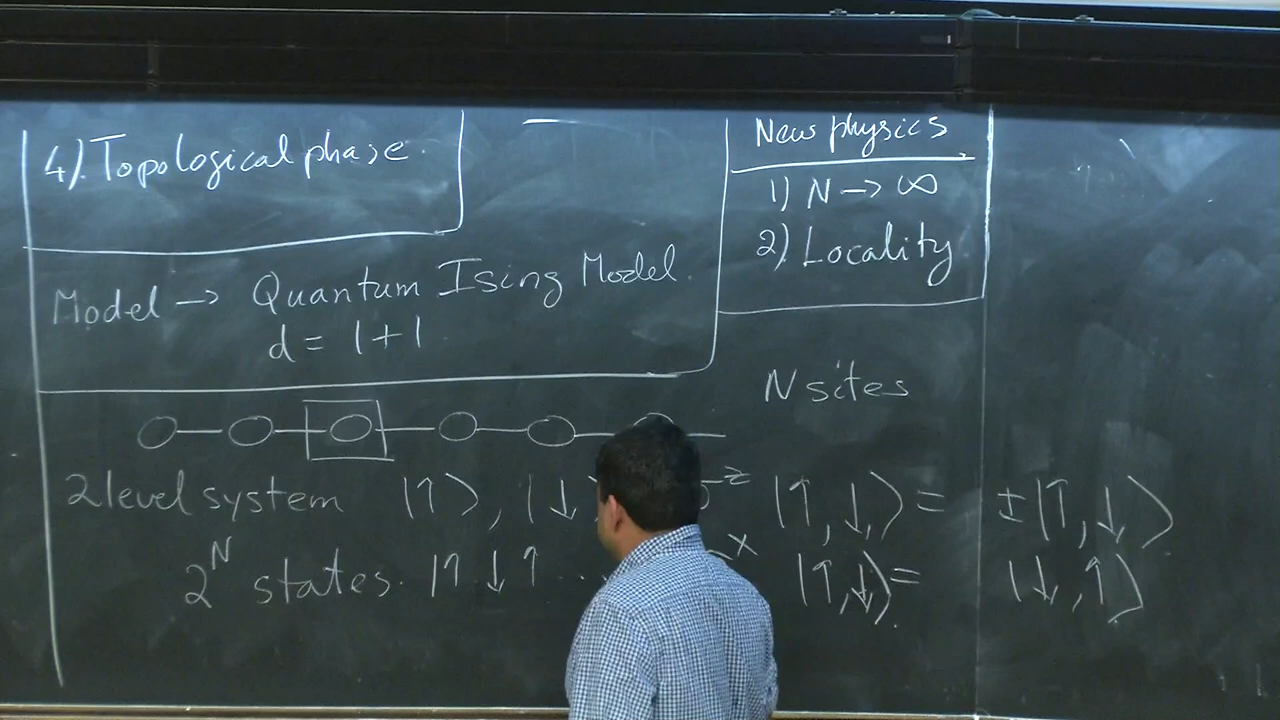 4). Topological phase.
Model → Quantum Ising Model.
d = 1+1
New physics
1) N → ∞
2) Locality
N sites
2 level system |↑⟩, |↓ z |↑,↓⟩ = ±|↑,↓⟩
2^N states. |↑ ↓ ↑ ... x |↑,↓⟩ = |↓,↑⟩